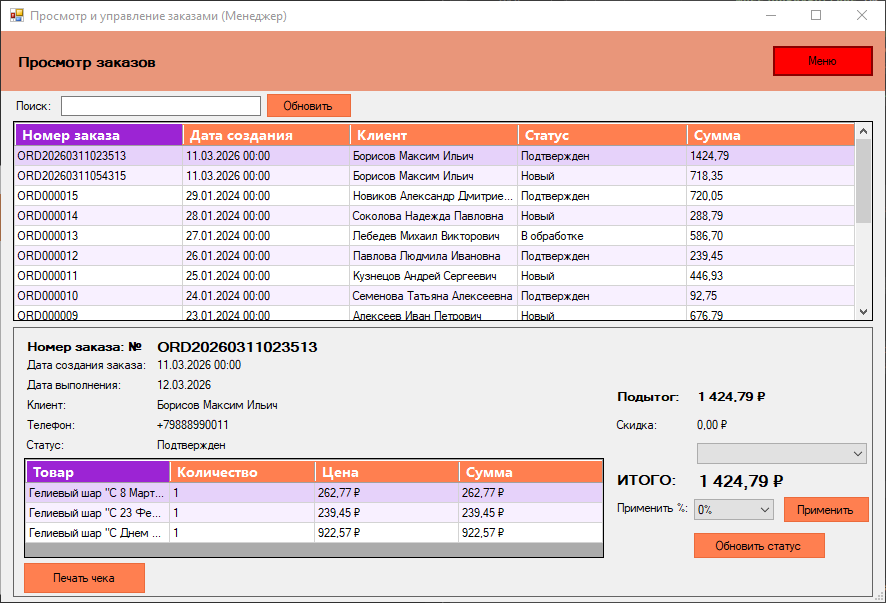 Просмотр и управление заказами (Менеджер)
Просмотр заказов
Меню
Поиск:
Обновить
Номер заказа Дата создания Клиент Статус Сумма
ORD20260311023513 11.03.2026 00:00 Борисов Максим Ильич Подтвержден 1424,79
ORD20260311054315 11.03.2026 00:00 Борисов Максим Ильич Новый 718,35
ORD000015 29.01.2024 00:00 Новиков Александр Дмитрие... Подтвержден 720,05
ORD000014 28.01.2024 00:00 Соколова Надежда Павловна Новый 288,79
ORD000013 27.01.2024 00:00 Лебедев Михаил Викторович В обработке 586,70
ORD000012 26.01.2024 00:00 Павлова Людмила Ивановна Подтвержден 239,45
ORD000011 25.01.2024 00:00 Кузнецов Андрей Сергеевич Новый 446,93
ORD000010 24.01.2024 00:00 Семенова Татьяна Алексеевна Подтвержден 92,75
ORD000009 23.01.2024 00:00 Алексеев Иван Петрович Новый 676,79
Номер заказа: № ORD20260311023513
Дата создания заказа: 11.03.2026 00:00
Дата выполнения: 12.03.2026
Клиент: Борисов Максим Ильич
Телефон: +79888990011
Статус: Подтвержден
Товар Количество Цена Сумма
Гелиевый шар "С 8 Март... 1 262,77 ₽ 262,77 ₽
Гелиевый шар "С 23 Фе... 1 239,45 ₽ 239,45 ₽
Гелиевый шар "С Днем ... 1 922,57 ₽ 922,57 ₽
Печать чека
Подытог: 1 424,79 ₽
Скидка: 0,00 ₽
ИТОГО: 1 424,79 ₽
Применить %: 0% Применить
Обновить статус